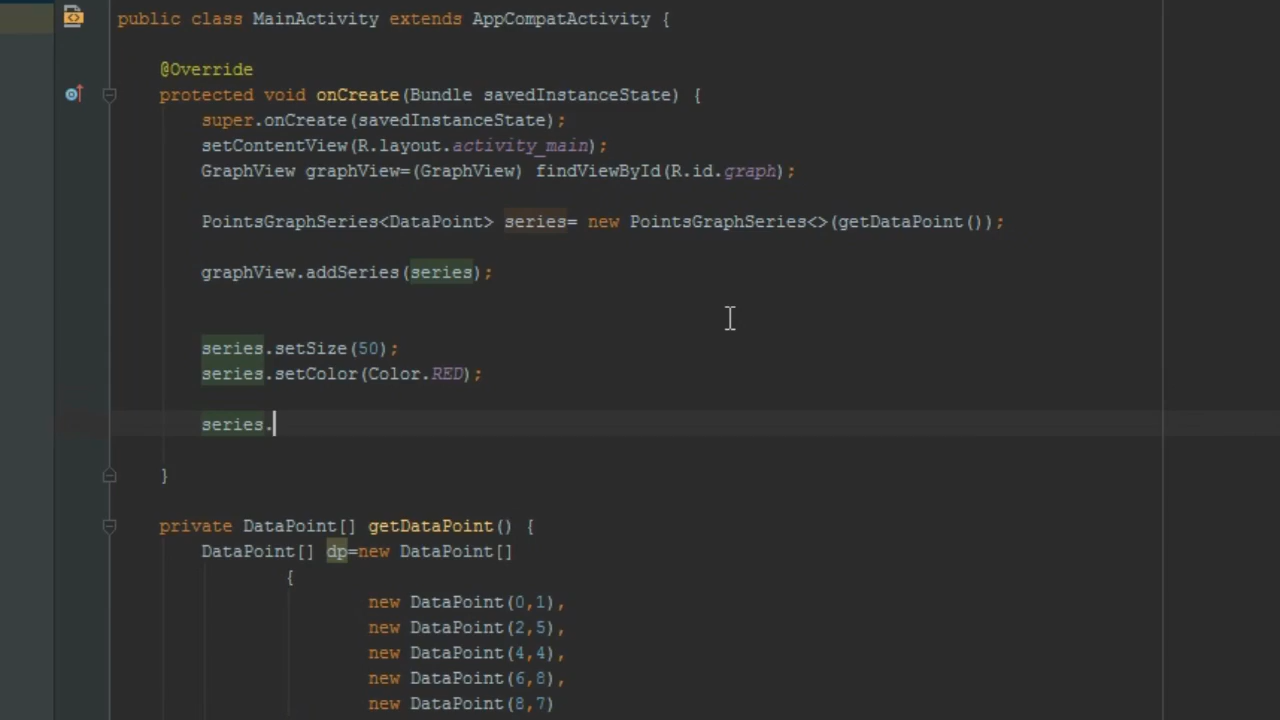 public class MainActivity extends AppCompatActivity {
@Override
protected void onCreate(Bundle savedInstanceState) {
super.onCreate(savedInstanceState);
setContentView(R.layout.activity_main);
GraphView graphView=(GraphView) findViewById(R.id.graph);
PointsGraphSeries<DataPoint> series= new PointsGraphSeries<>(getDataPoint());
graphView.addSeries(series);
series.setSize(50);
series.setColor(Color.RED);
series.
}
private DataPoint[] getDataPoint() {
DataPoint[] dp=new DataPoint[]
{
new DataPoint(0,1),
new DataPoint(2,5),
new DataPoint(4,4),
new DataPoint(6,8),
new DataPoint(8,7)